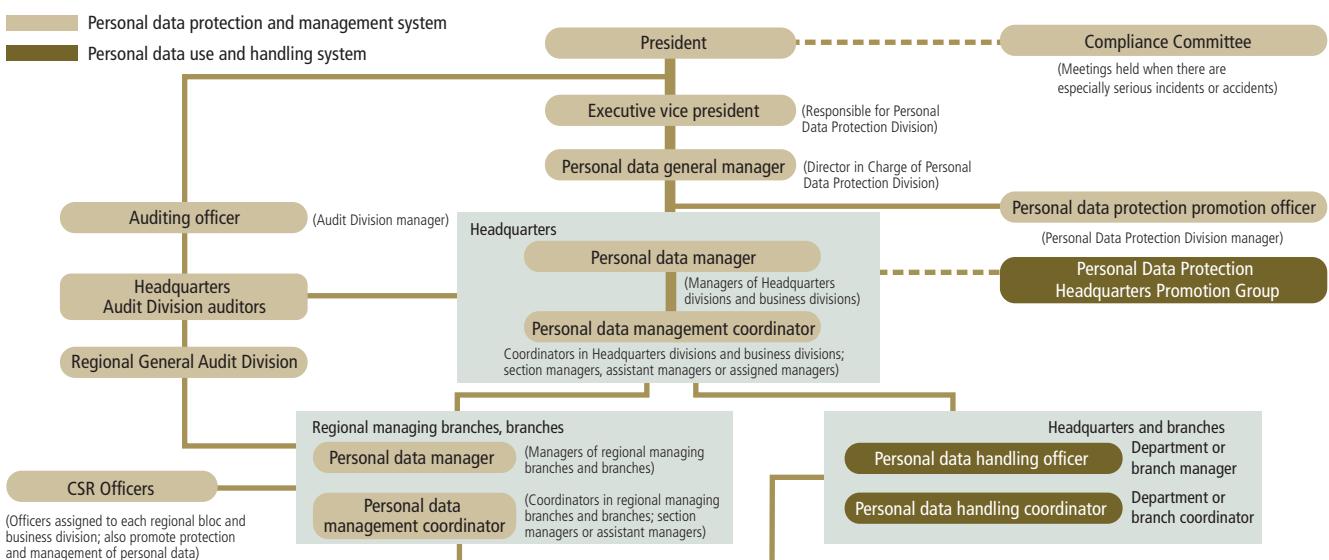 Personal data protection and management system
Personal data use and handling system
President
Compliance Committee
(Meetings held when there are
especially serious incidents or accidents)
Executive vice president
(Responsible for Personal
Data Protection Division)
Personal data general manager
(Director in Charge of Personal
Data Protection Division)
Auditing officer
(Audit Division manager)
Personal data protection promotion officer
(Personal Data Protection Division manager)
Headquarters
Personal data manager
(Managers of Headquarters
divisions and business divisions)
Personal Data Protection
Headquarters Promotion Group
Headquarters
Audit Division auditors
Personal data management coordinator
Coordinators in Headquarters divisions and business divisions;
section managers, assistant managers or assigned managers)
Regional General Audit Division
Regional managing branches, branches
Personal data manager
(Managers of regional managing
branches and branches)
Personal data
management coordinator
(Coordinators in regional managing
branches and branches; section
managers or assistant managers)
Headquarters and branches
Personal data handling officer
Department or
branch manager
Personal data handling coordinator
Department or
branch coordinator
CSR Officers
(Officers assigned to each regional bloc and
business division; also promote protection
and management of personal data)